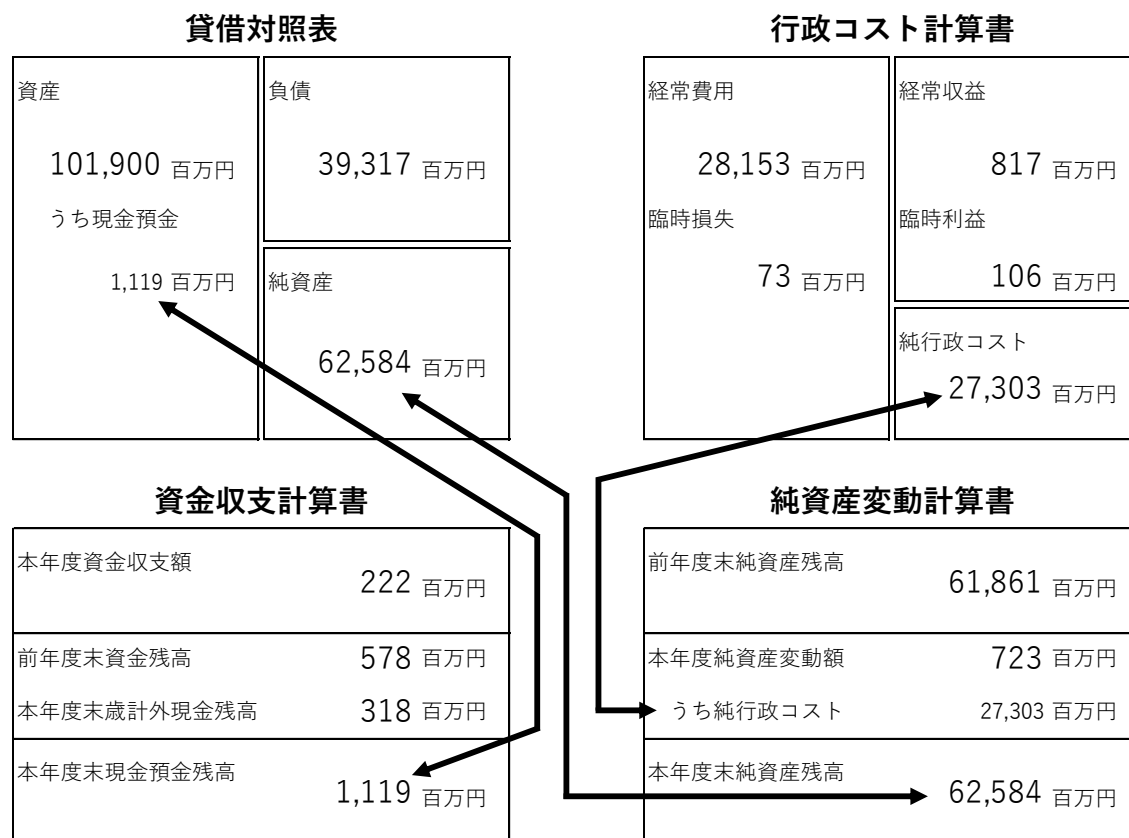 貸借対照表
資産
101,900 百万円
うち現金預金
1,119 百万円
負債
39,317 百万円
純資産
62,584 百万円
行政コスト計算書
経常費用
28,153 百万円
臨時損失
73 百万円
経常収益
817 百万円
臨時利益
106 百万円
純行政コスト
27,303 百万円
資金収支計算書
本年度資金収支額
222 百万円
前年度末資金残高 578 百万円
本年度末歳計外現金残高 318 百万円
本年度末現金預金残高
1,119 百万円
純資産変動計算書
前年度末純資産残高
61,861 百万円
本年度純資産変動額 723 百万円
うち純行政コスト 27,303 百万円
本年度末純資産残高
62,584 百万円